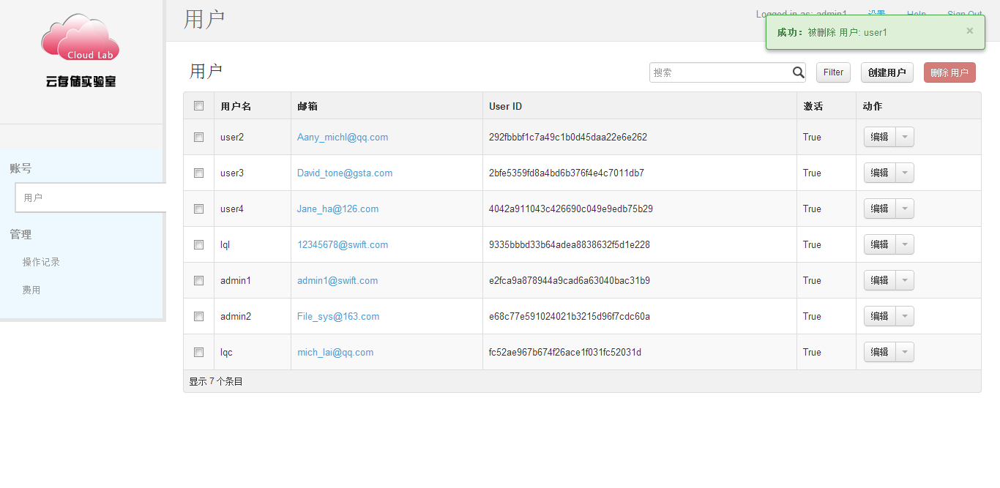 Cloud Lab
云存储实验室
账号
用户
管理
操作记录
费用
用户
Logged in as: admin1 设置 Help Sign Out
成功： 被删除 用户: user1 ×
用户
搜索 Filter 创建用户 删除 用户
用户名 邮箱 User ID 激活 动作
user2 Aany_michl@qq.com 292fbbbf1c7a49c1b0d45daa22e6e262 True 编辑
user3 David_tone@gsta.com 2bfe5359fd8a4bd6b376f4e4c7011db7 True 编辑
user4 Jane_ha@126.com 4042a911043c426690c049e9edb75b29 True 编辑
lql 12345678@swift.com 9335bbbd33b64adea8838632f5d1e228 True 编辑
admin1 admin1@swift.com e2fca9a878944a9cad6a63040bac31b9 True 编辑
admin2 File_sys@163.com e68c77e591024021b3215d96f7cdc60a True 编辑
lqc mich_lai@qq.com fc52ae967b674f26ace1f031fc52031d True 编辑
显示 7 个条目